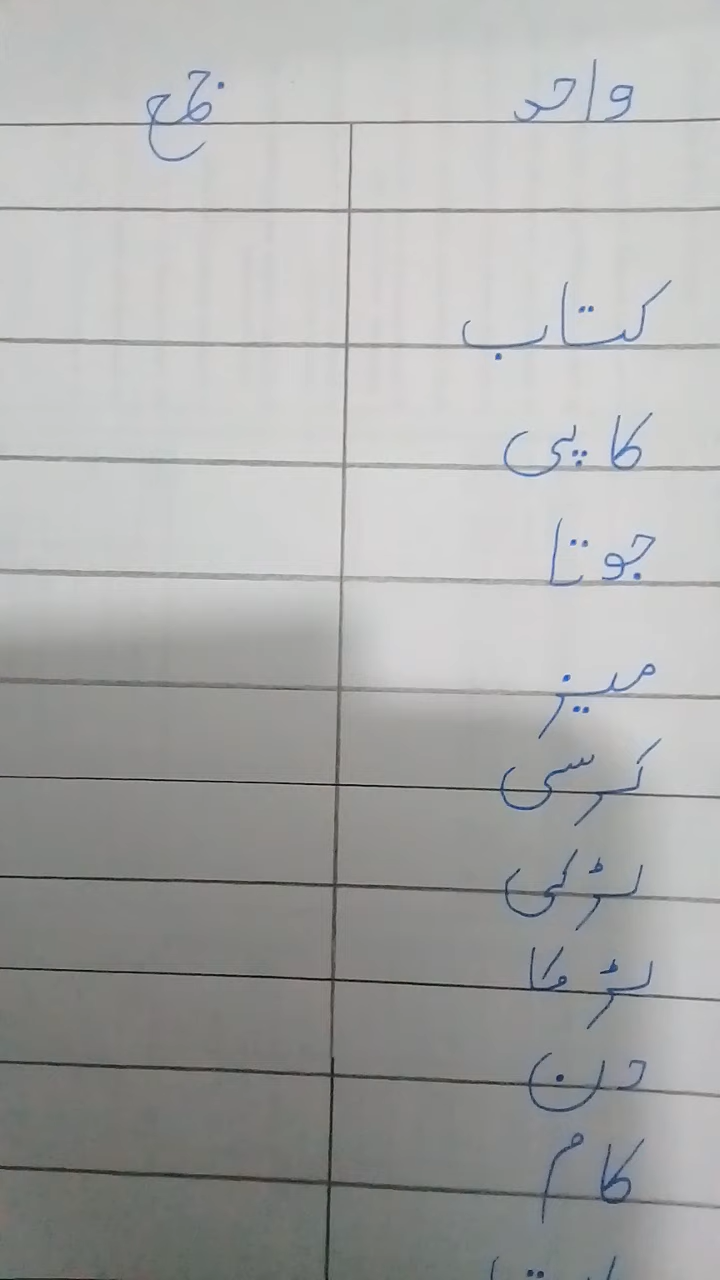 واحد جمع
کتاب
کاپی
جوتا
میز
کرسی
لڑکی
لڑکا
دن
کام